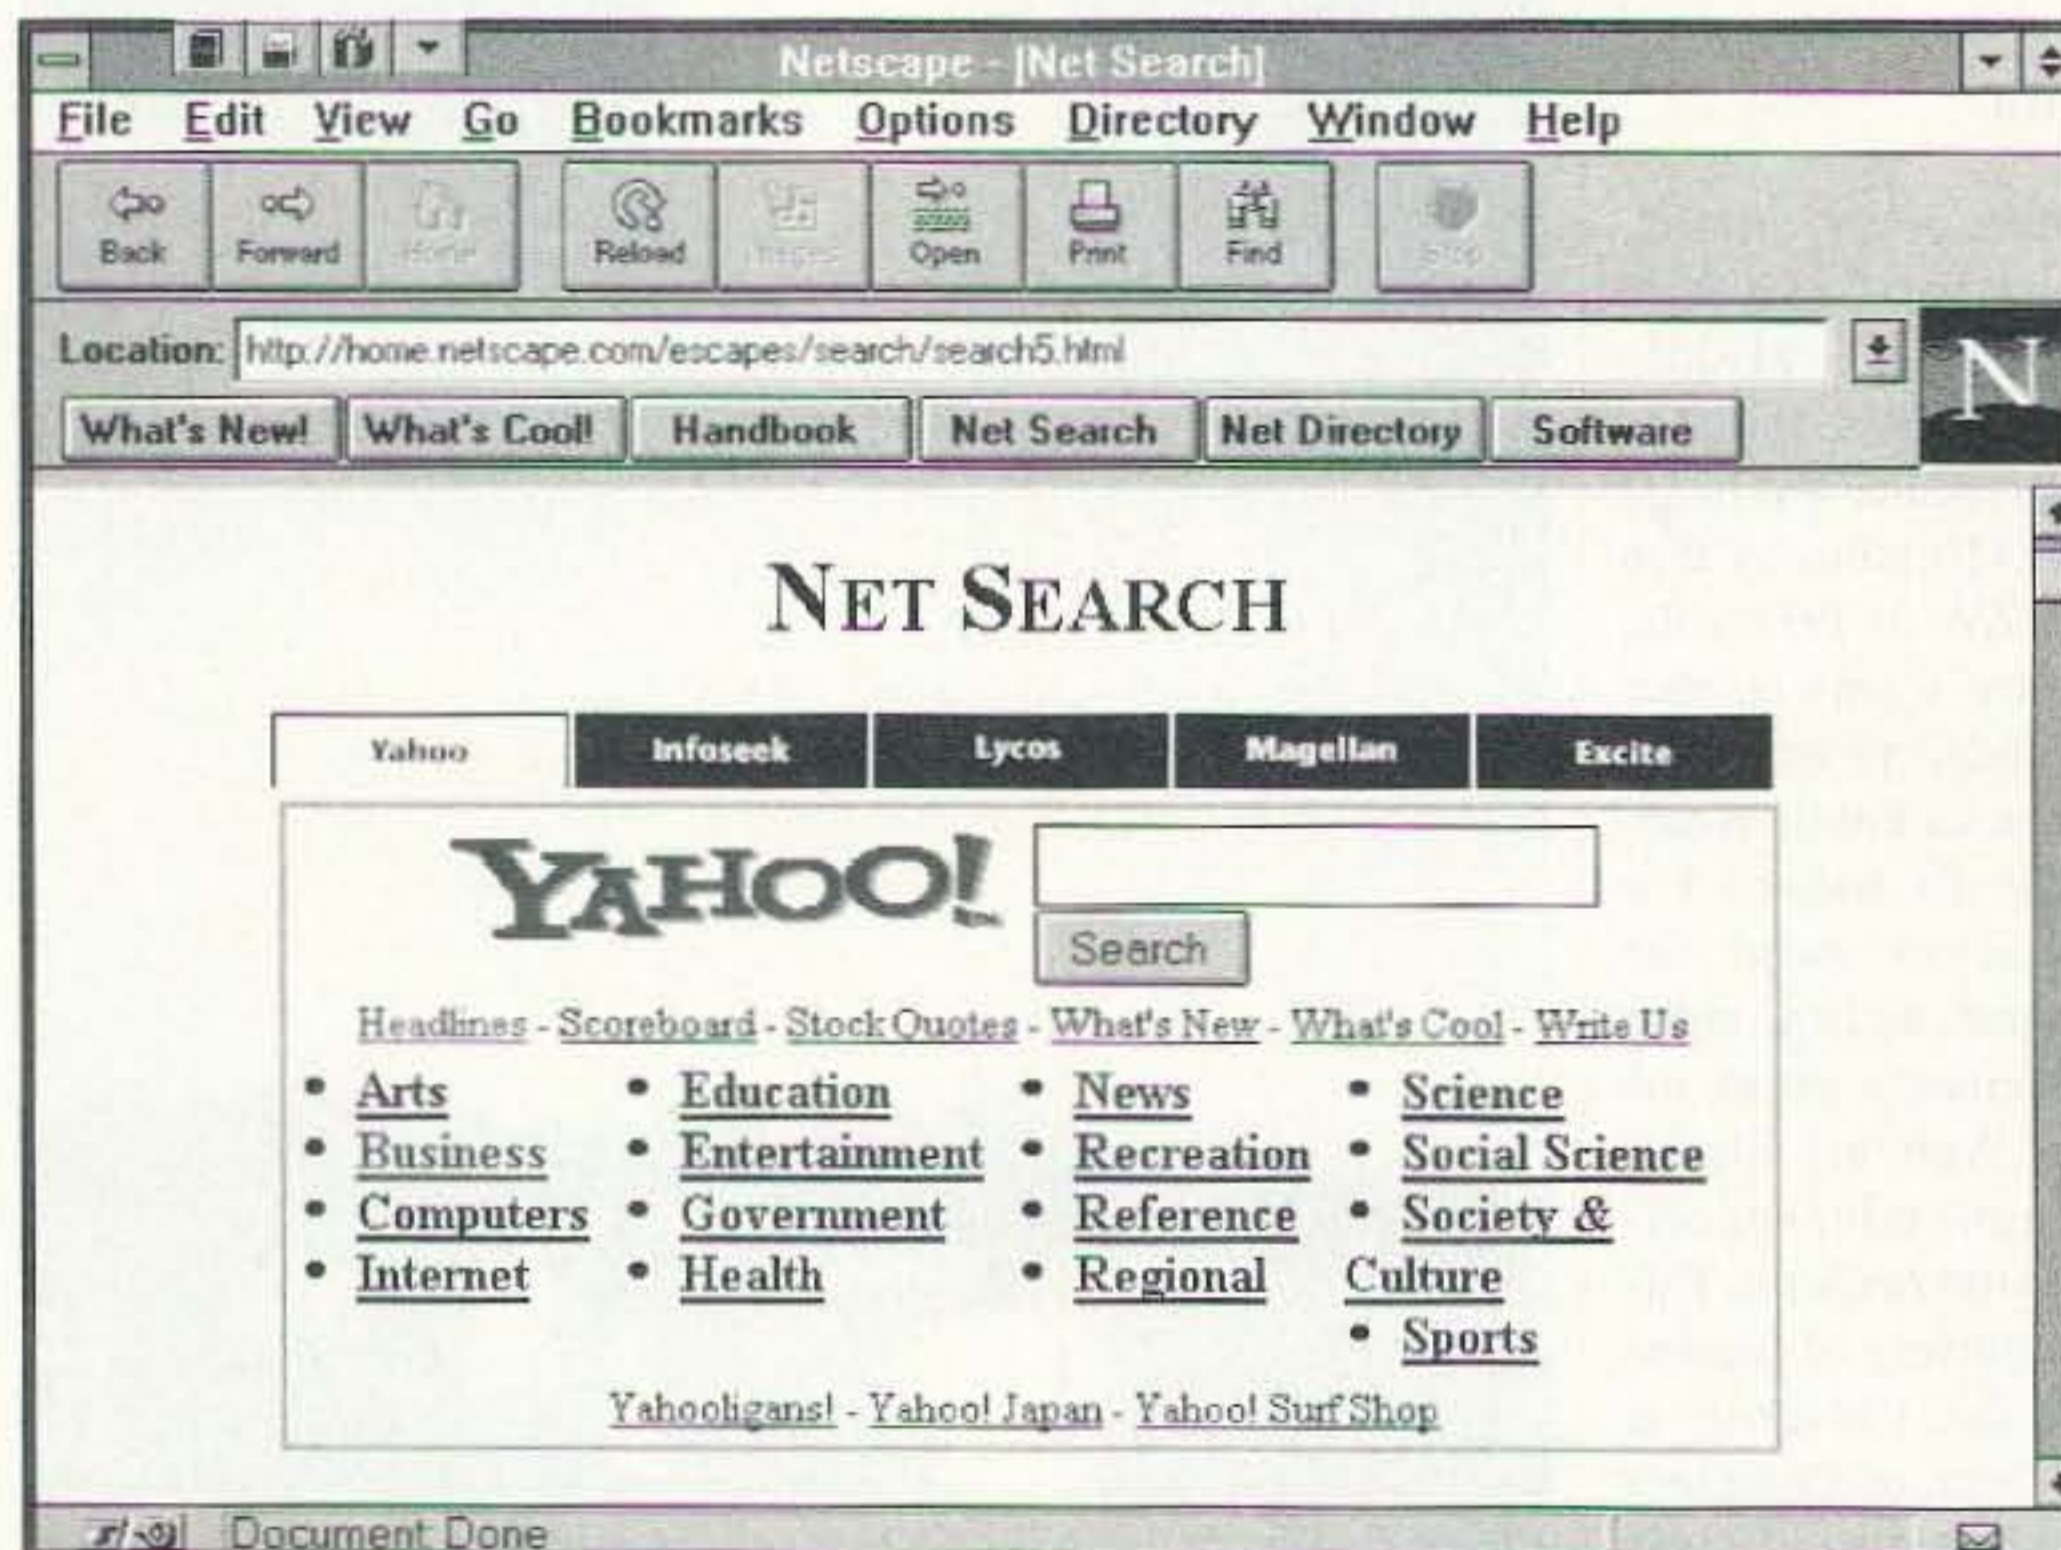 Netscape - [Net Search]
File Edit View Go Bookmarks Options Directory Window Help
Back Forward Home Reload Images Open Print Find Stop
Location: http://home.netscape.com/escapes/search/search5.html
What's New! What's Cool! Handbook Net Search Net Directory Software
N
NET SEARCH
Yahoo Infoseek Lycos Magellan Excite
YAHOO!
Search
Headlines - Scoreboard - Stock Quotes - What's New - What's Cool - Write Us
• Arts • Education • News • Science
• Business • Entertainment • Recreation • Social Science
• Computers • Government • Reference • Society &
• Internet • Health • Regional Culture
• Sports
Yahooligans! - Yahoo! Japan - Yahoo! Surf Shop
Document: Done